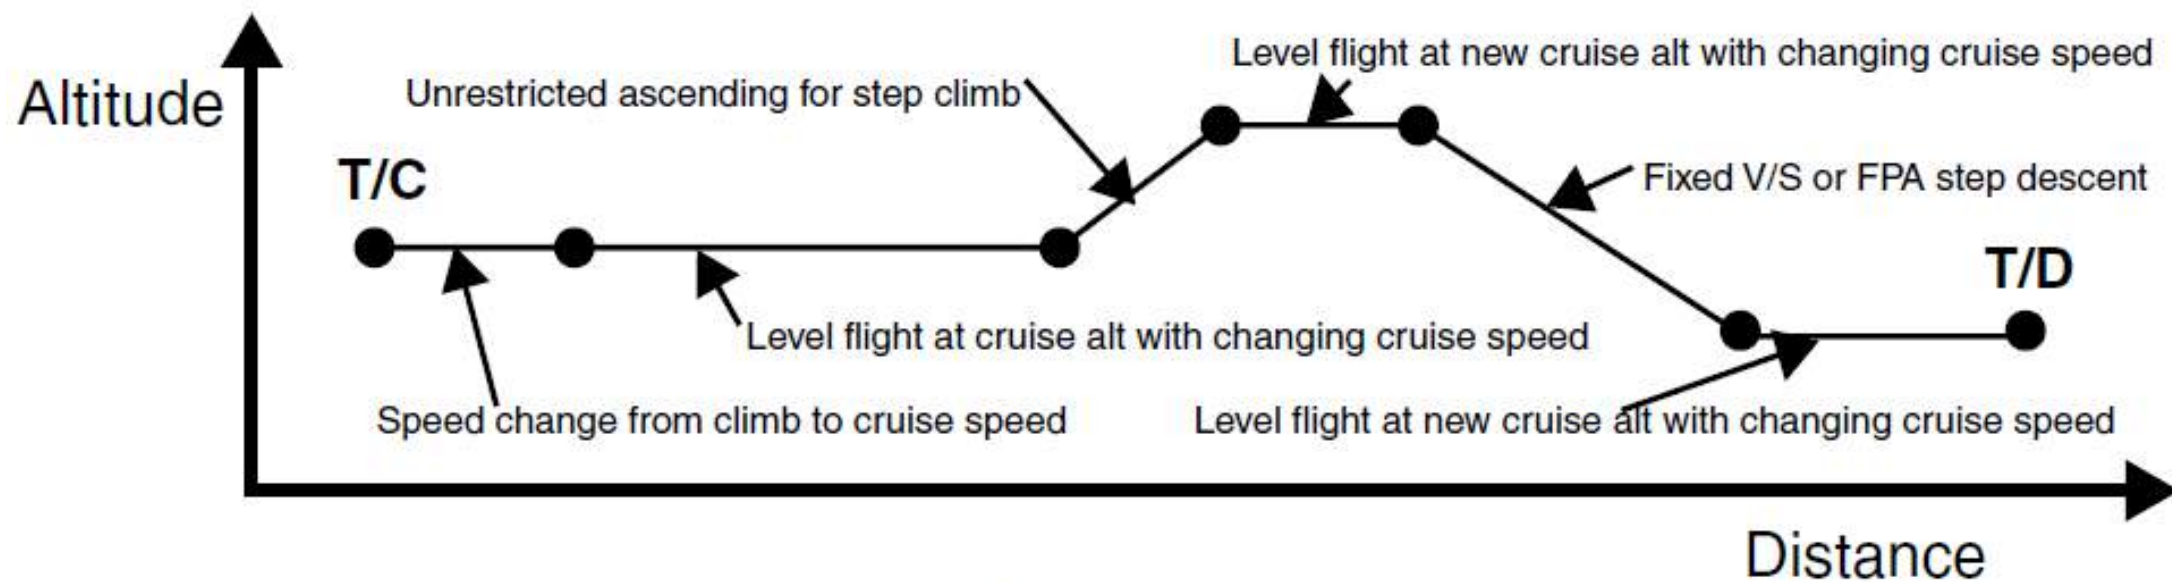 Level flight at new cruise alt with changing cruise speed
Altitude
Unrestricted ascending for step climb
T/C
Fixed V/S or FPA step descent
T/D
Level flight at cruise alt with changing cruise speed
Speed change from climb to cruise speed
Level flight at new cruise alt with changing cruise speed
Distance